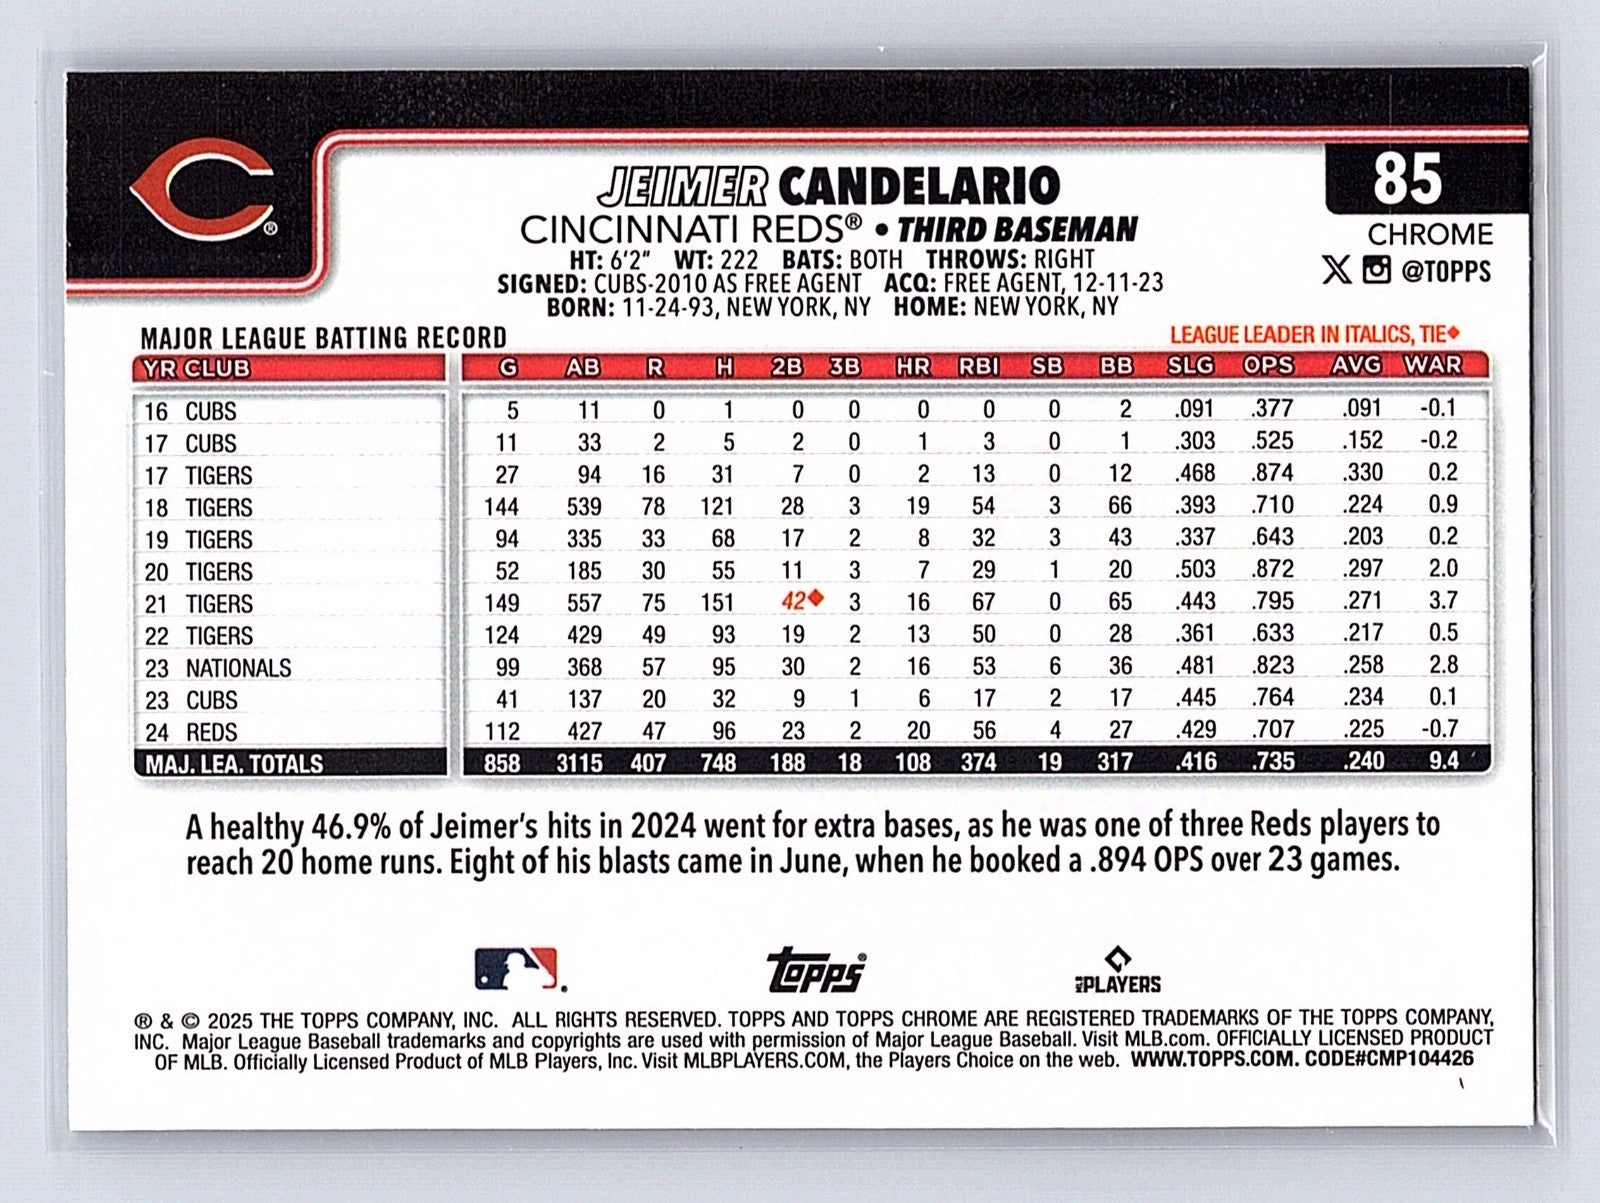 JEIMER CANDELARIO
85
CINCINNATI REDS® • THIRD BASEMAN
CHROME
HT: 6'2" WT: 222 BATS: BOTH THROWS: RIGHT
@TOPPS
SIGNED: CUBS-2010 AS FREE AGENT ACQ: FREE AGENT, 12-11-23
BORN: 11-24-93, NEW YORK, NY HOME: NEW YORK, NY
MAJOR LEAGUE BATTING RECORD
LEAGUE LEADER IN ITALICS, TIE◆
YR CLUB G AB R H 2B 3B HR RBI SB BB SLG OPS AVG WAR
16 CUBS 5 11 0 1 0 0 0 0 0 2 .091 .377 .091 -0.1
17 CUBS 11 33 2 5 2 0 1 3 0 1 .303 .525 .152 -0.2
17 TIGERS 27 94 16 31 7 0 2 13 0 12 .468 .874 .330 0.2
18 TIGERS 144 539 78 121 28 3 19 54 3 66 .393 .710 .224 0.9
19 TIGERS 94 335 33 68 17 2 8 32 3 43 .337 .643 .203 0.2
20 TIGERS 52 185 30 55 11 3 7 29 1 20 .503 .872 .297 2.0
21 TIGERS 149 557 75 151 42◆ 3 16 67 0 65 .443 .795 .271 3.7
22 TIGERS 124 429 49 93 19 2 13 50 0 28 .361 .633 .217 0.5
23 NATIONALS 99 368 57 95 30 2 16 53 6 36 .481 .823 .258 2.8
23 CUBS 41 137 20 32 9 1 6 17 2 17 .445 .764 .234 0.1
24 REDS 112 427 47 96 23 2 20 56 4 27 .429 .707 .225 -0.7
MAJ. LEA. TOTALS 858 3115 407 748 188 18 108 374 19 317 .416 .735 .240 9.4
A healthy 46.9% of Jeimer's hits in 2024 went for extra bases, as he was one of three Reds players to
reach 20 home runs. Eight of his blasts came in June, when he booked a .894 OPS over 23 games.
topps®
MLB PLAYERS
® & © 2025 THE TOPPS COMPANY, INC. ALL RIGHTS RESERVED. TOPPS AND TOPPS CHROME ARE REGISTERED TRADEMARKS OF THE TOPPS COMPANY,
INC. Major League Baseball trademarks and copyrights are used with permission of Major League Baseball. Visit MLB.com. OFFICIALLY LICENSED PRODUCT
OF MLB. Officially Licensed Product of MLB Players, Inc. Visit MLBPLAYERS.COM, the Players Choice on the web. WWW.TOPPS.COM. CODE#CMP104426